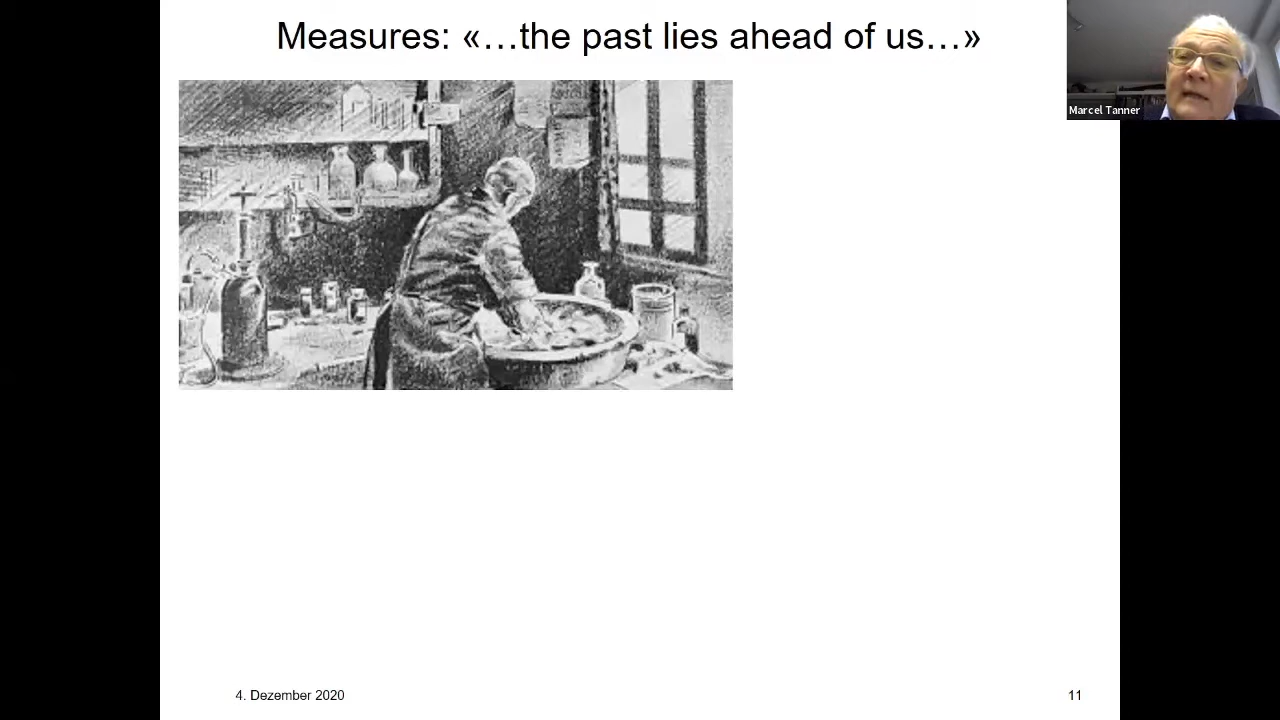 Measures: «…the past lies ahead of us…»
Marcel Tanner
4. Dezember 2020
11